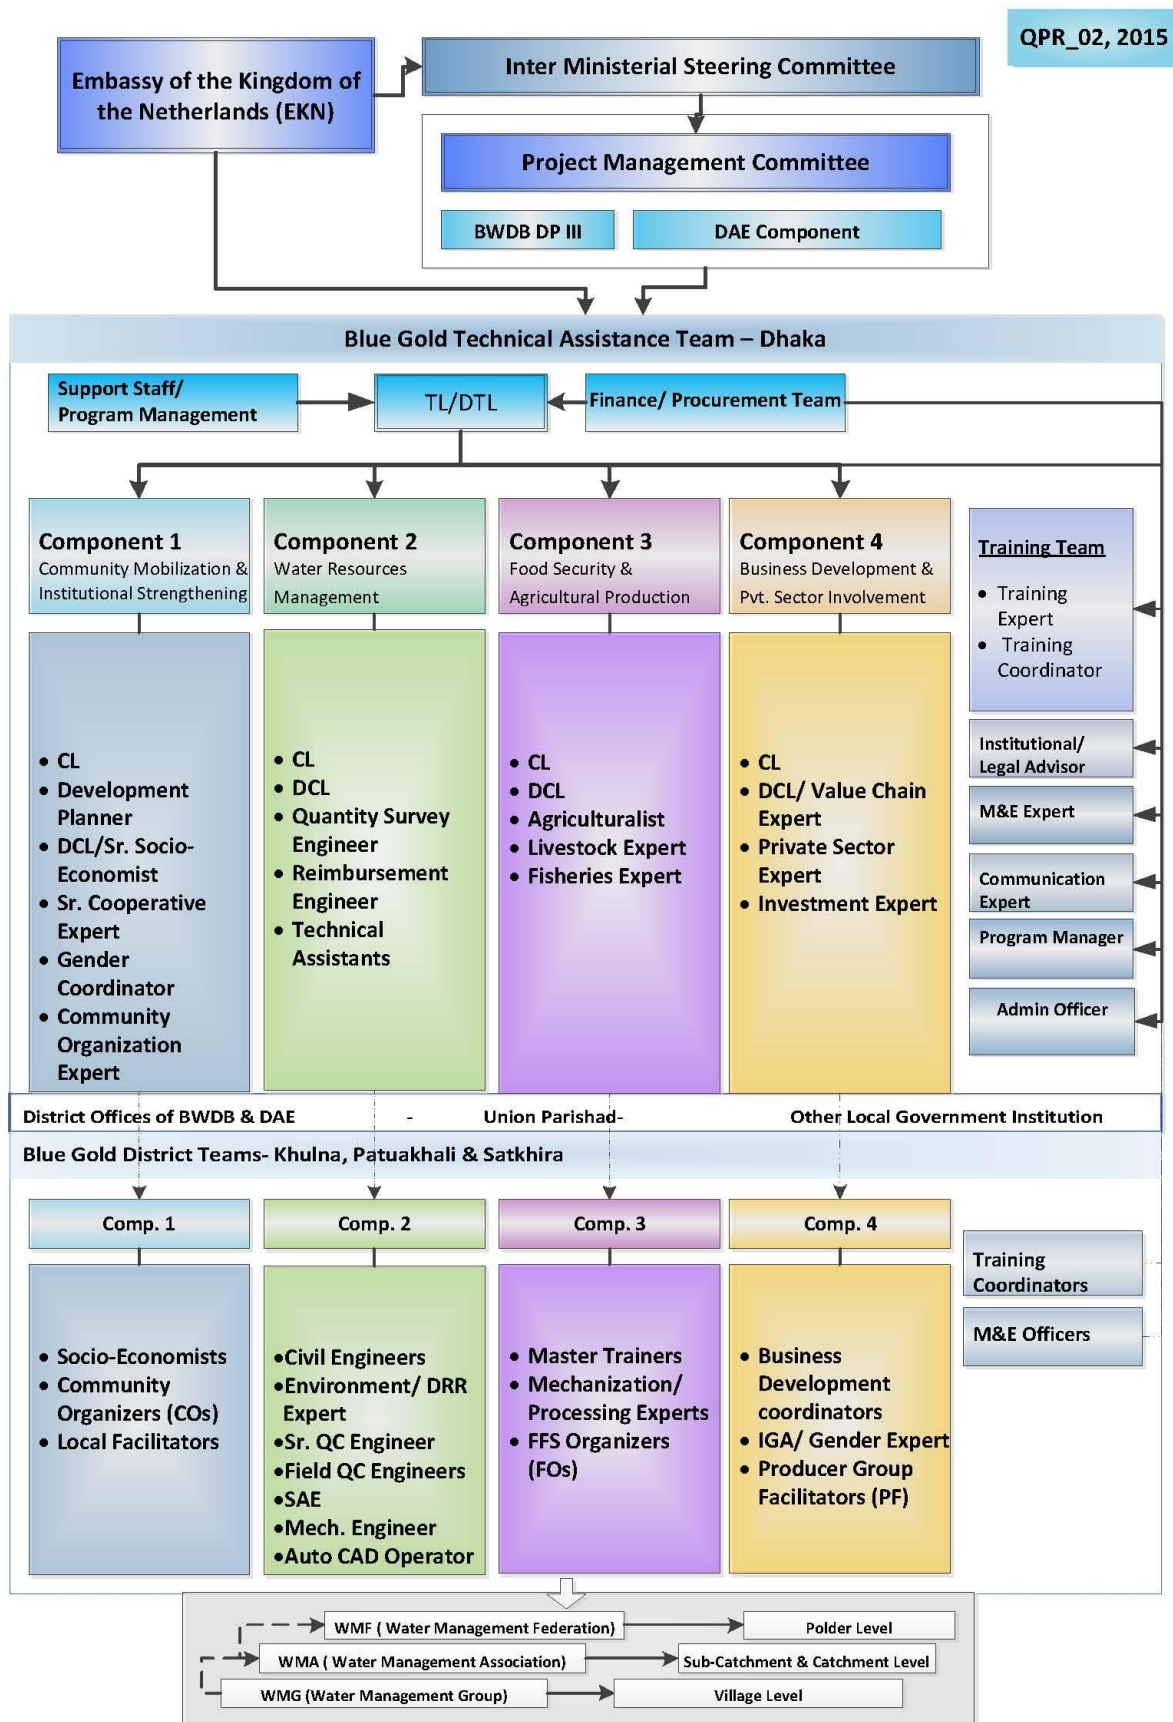 QPR_02, 2015
Embassy of the Kingdom of
the Netherlands (EKN)
Inter Ministerial Steering Committee
Project Management Committee
BWDB DP III
DAE Component
Blue Gold Technical Assistance Team – Dhaka
Support Staff/
Program Management
TL/DTL
Finance/ Procurement Team
Component 1
Community Mobilization &
Institutional Strengthening
Component 2
Water Resources
Management
Component 3
Food Security &
Agricultural Production
Component 4
Business Development &
Pvt. Sector Involvement
Training Team
• Training
Expert
• Training
Coordinator
• CL
• Development
Planner
• DCL/Sr. Socio-
Economist
• Sr. Cooperative
Expert
• Gender
Coordinator
• Community
Organization
Expert
• CL
• DCL
• Quantity Survey
Engineer
• Reimbursement
Engineer
• Technical
Assistants
• CL
• DCL
• Agriculturalist
• Livestock Expert
• Fisheries Expert
• CL
• DCL/ Value Chain
Expert
• Private Sector
Expert
• Investment Expert
Institutional/
Legal Advisor
M&E Expert
Communication
Expert
Program Manager
Admin Officer
District Offices of BWDB & DAE - Union Parishad- Other Local Government Institution
Blue Gold District Teams- Khulna, Patuakhali & Satkhira
Comp. 1
Comp. 2
Comp. 3
Comp. 4
Training
Coordinators
M&E Officers
• Socio-Economists
• Community
Organizers (COs)
• Local Facilitators
•Civil Engineers
•Environment/ DRR
Expert
•Sr. QC Engineer
•Field QC Engineers
•SAE
•Mech. Engineer
•Auto CAD Operator
• Master Trainers
• Mechanization/
Processing Experts
• FFS Organizers
(FOs)
• Business
Development
coordinators
• IGA/ Gender Expert
• Producer Group
Facilitators (PF)
WMF ( Water Management Federation)
Polder Level
WMA ( Water Management Association)
Sub-Catchment & Catchment Level
WMG (Water Management Group)
Village Level